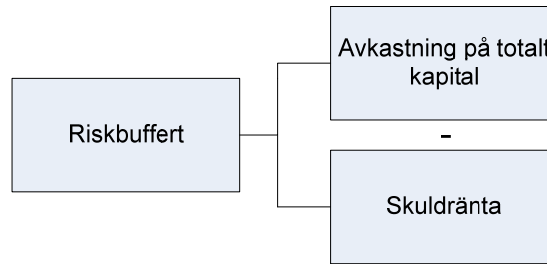 Avkastning på totalt
kapital
Riskbuffert
-
Skuldränta